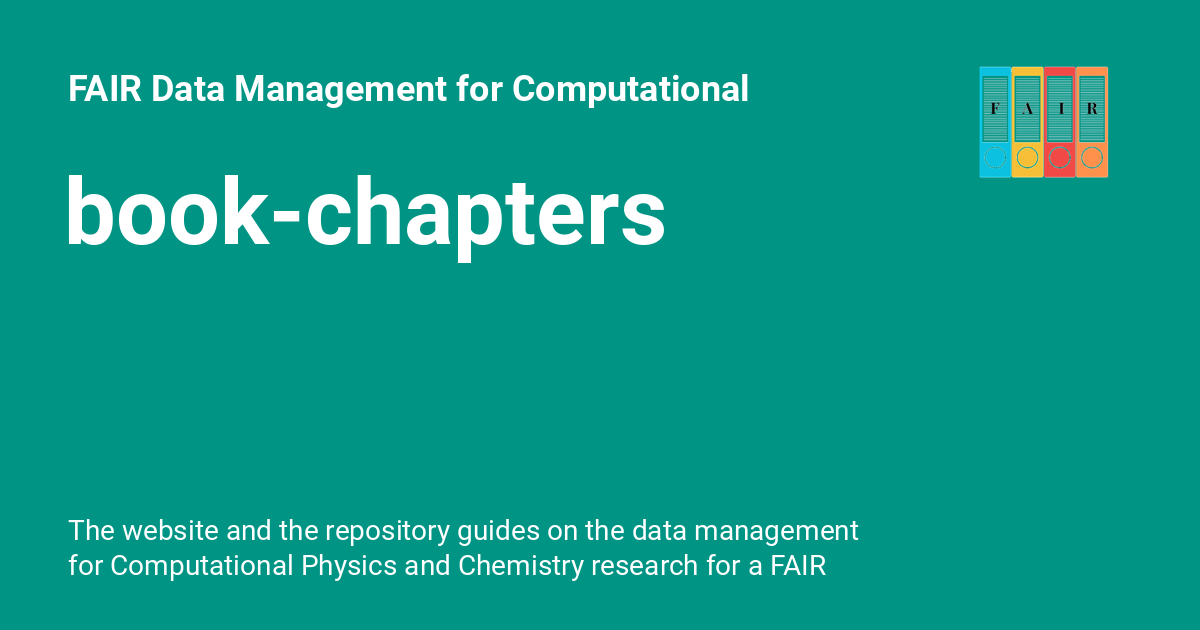 FAIR Data Management for Computational
F A I R
book-chapters
The website and the repository guides on the data management
for Computational Physics and Chemistry research for a FAIR